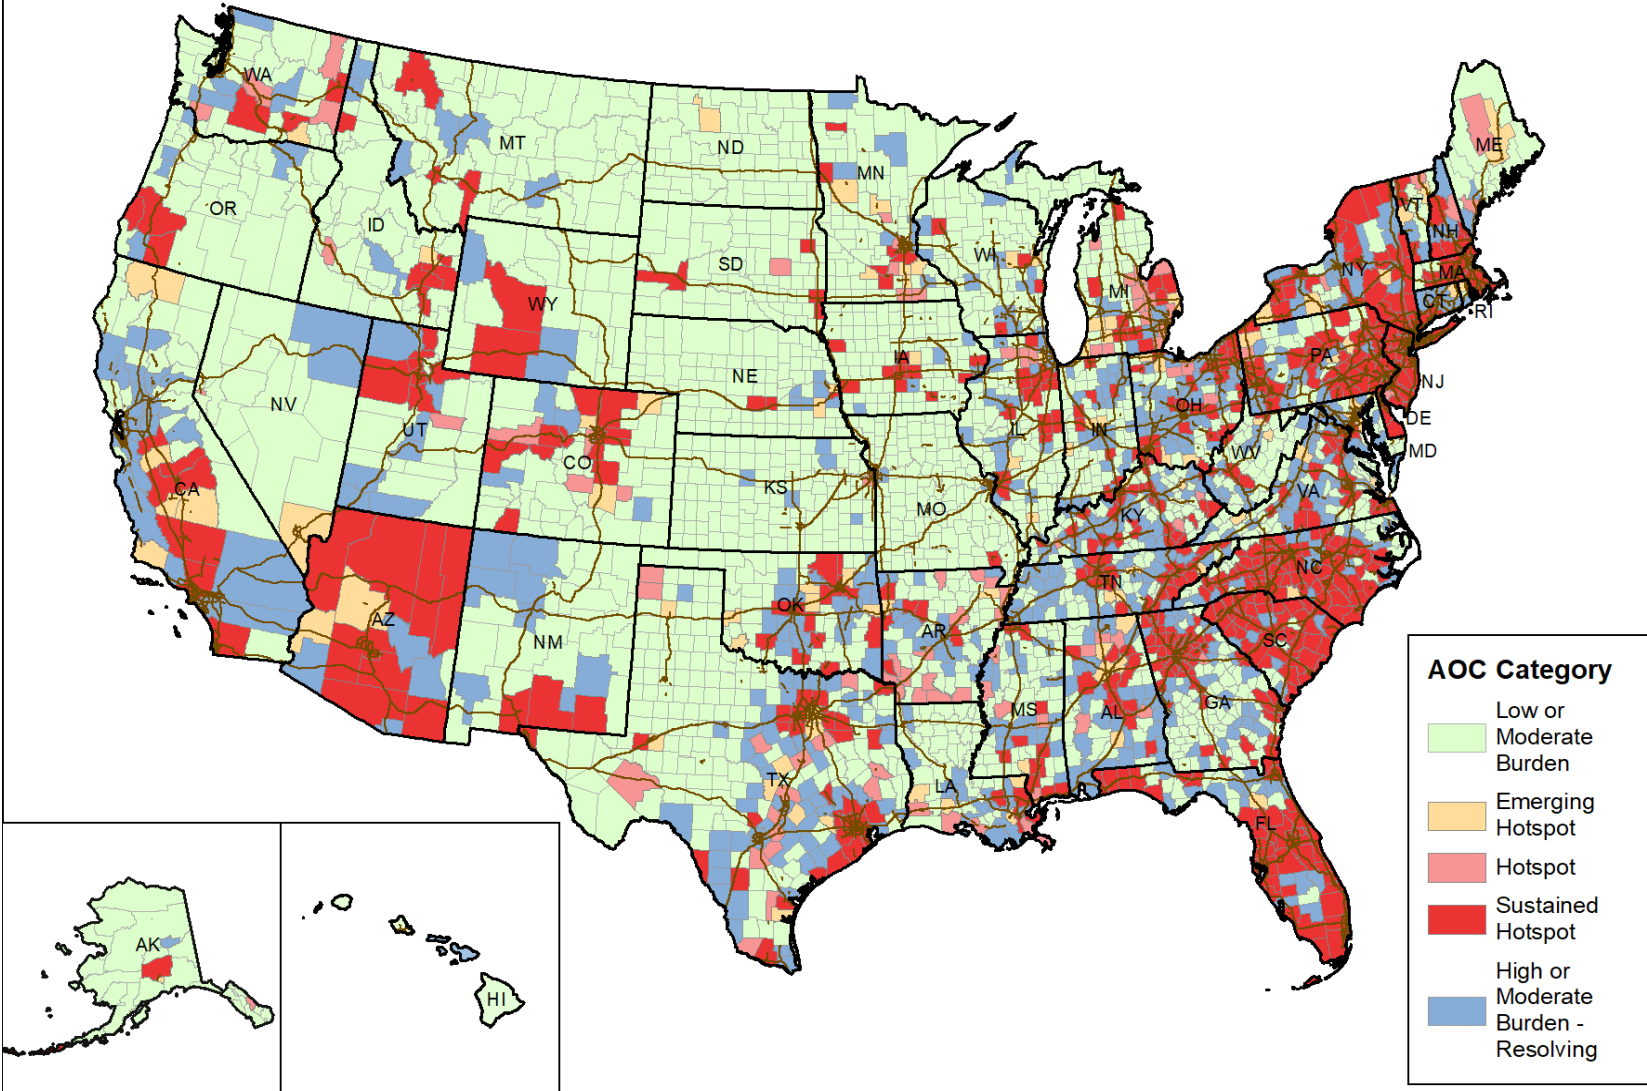 WA
MT
ND
MN
ME
OR
ID
SD
WI
MI
VT
NH
NY
MA
CT
RI
WY
IA
PA
NJ
NE
NV
UT
OH
DE
IL
IN
MD
CO
WV
CA
KS
MO
VA
KY
NC
TN
OK
AZ
AR
NM
SC
MS
AL
GA
TX
LA
FL
AK
HI
AOC Category
Low or
Moderate
Burden
Emerging
Hotspot
Hotspot
Sustained
Hotspot
High or
Moderate
Burden -
Resolving